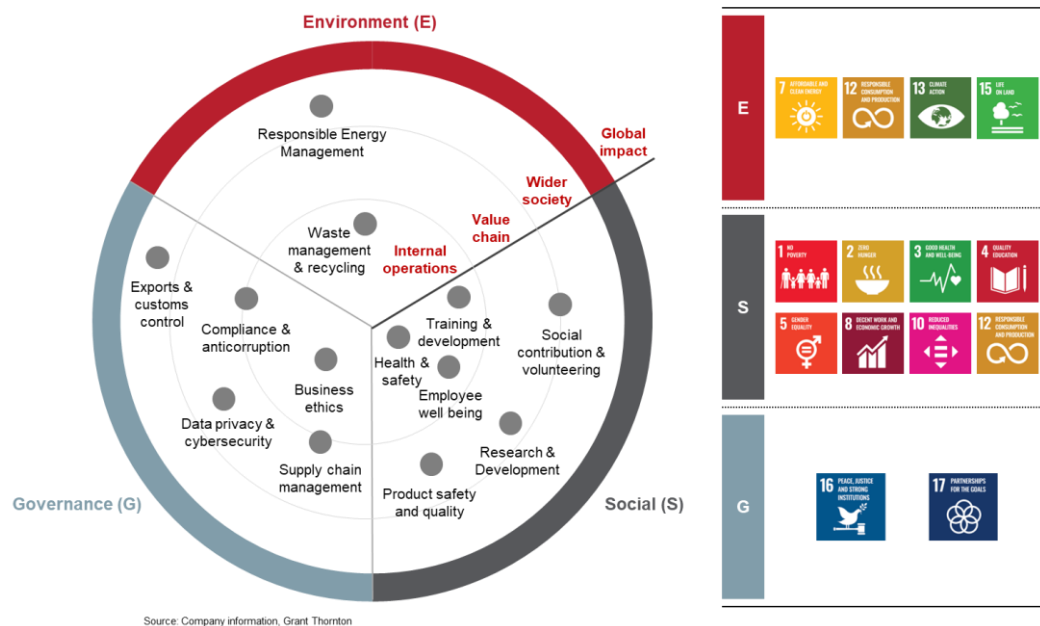 Environment (E)
Responsible Energy
Management
Global
impact
Wider
society
Value
chain
Internal
operations
Waste
management
& recycling
Exports &
customs
control
Compliance &
anticorruption
Business
ethics
Data privacy &
cybersecurity
Supply chain
management
Training &
development
Health &
safety
Employee
well being
Social
contribution &
volunteering
Research &
Development
Product safety
and quality
Governance (G)
Social (S)
Source: Company information, Grant Thornton
E
7 AFFORDABLE AND
CLEAN ENERGY
12 RESPONSIBLE
CONSUMPTION
AND PRODUCTION
13 CLIMATE
ACTION
15 LIFE
ON LAND
S
1 NO
POVERTY
2 ZERO
HUNGER
3 GOOD HEALTH
AND WELL-BEING
4 QUALITY
EDUCATION
5 GENDER
EQUALITY
8 DECENT WORK AND
ECONOMIC GROWTH
10 REDUCED
INEQUALITIES
12 RESPONSIBLE
CONSUMPTION
AND PRODUCTION
G
16 PEACE, JUSTICE
AND STRONG
INSTITUTIONS
17 PARTNERSHIPS
FOR THE GOALS